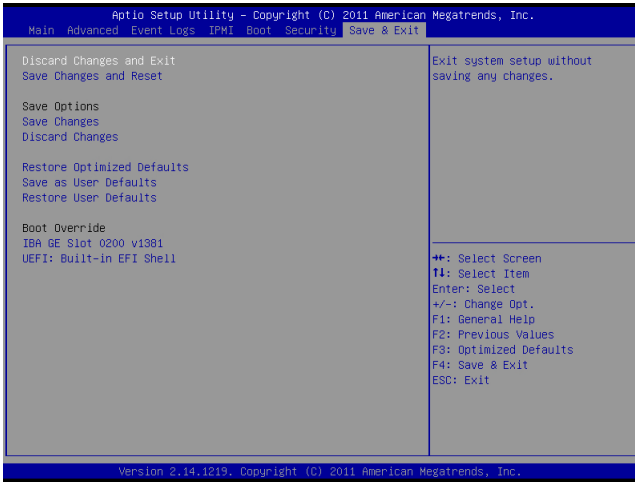 Aptio Setup Utility – Copyright (C) 2011 American Megatrends, Inc.
Main Advanced Event Logs IPMI Boot Security Save & Exit
Discard Changes and Exit
Save Changes and Reset
Save Options
Save Changes
Discard Changes
Restore Optimized Defaults
Save as User Defaults
Restore User Defaults
Boot Override
IBA GE Slot 0200 v1381
UEFI: Built-in EFI Shell
Exit system setup without
saving any changes.
→←: Select Screen
↑↓: Select Item
Enter: Select
+/-: Change Opt.
F1: General Help
F2: Previous Values
F3: Optimized Defaults
F4: Save & Exit
ESC: Exit
Version 2.14.1219. Copyright (C) 2011 American Megatrends, Inc.